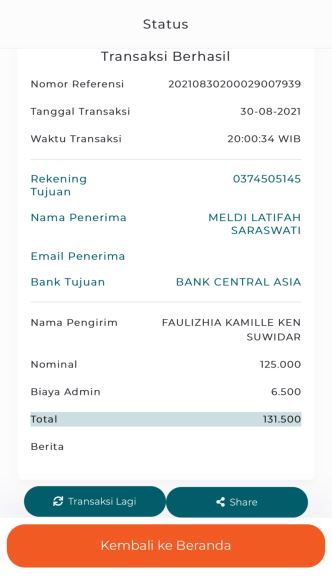 Status
Transaksi Berhasil
Nomor Referensi 20210830200029007939
Tanggal Transaksi 30-08-2021
Waktu Transaksi 20:00:34 WIB
Rekening Tujuan 0374505145
Nama Penerima MELDI LATIFAH SARASWATI
Email Penerima
Bank Tujuan BANK CENTRAL ASIA
Nama Pengirim FAULIZHIA KAMILLE KEN SUWIDAR
Nominal 125.000
Biaya Admin 6.500
Total 131.500
Berita
Transaksi Lagi Share
Kembali ke Beranda